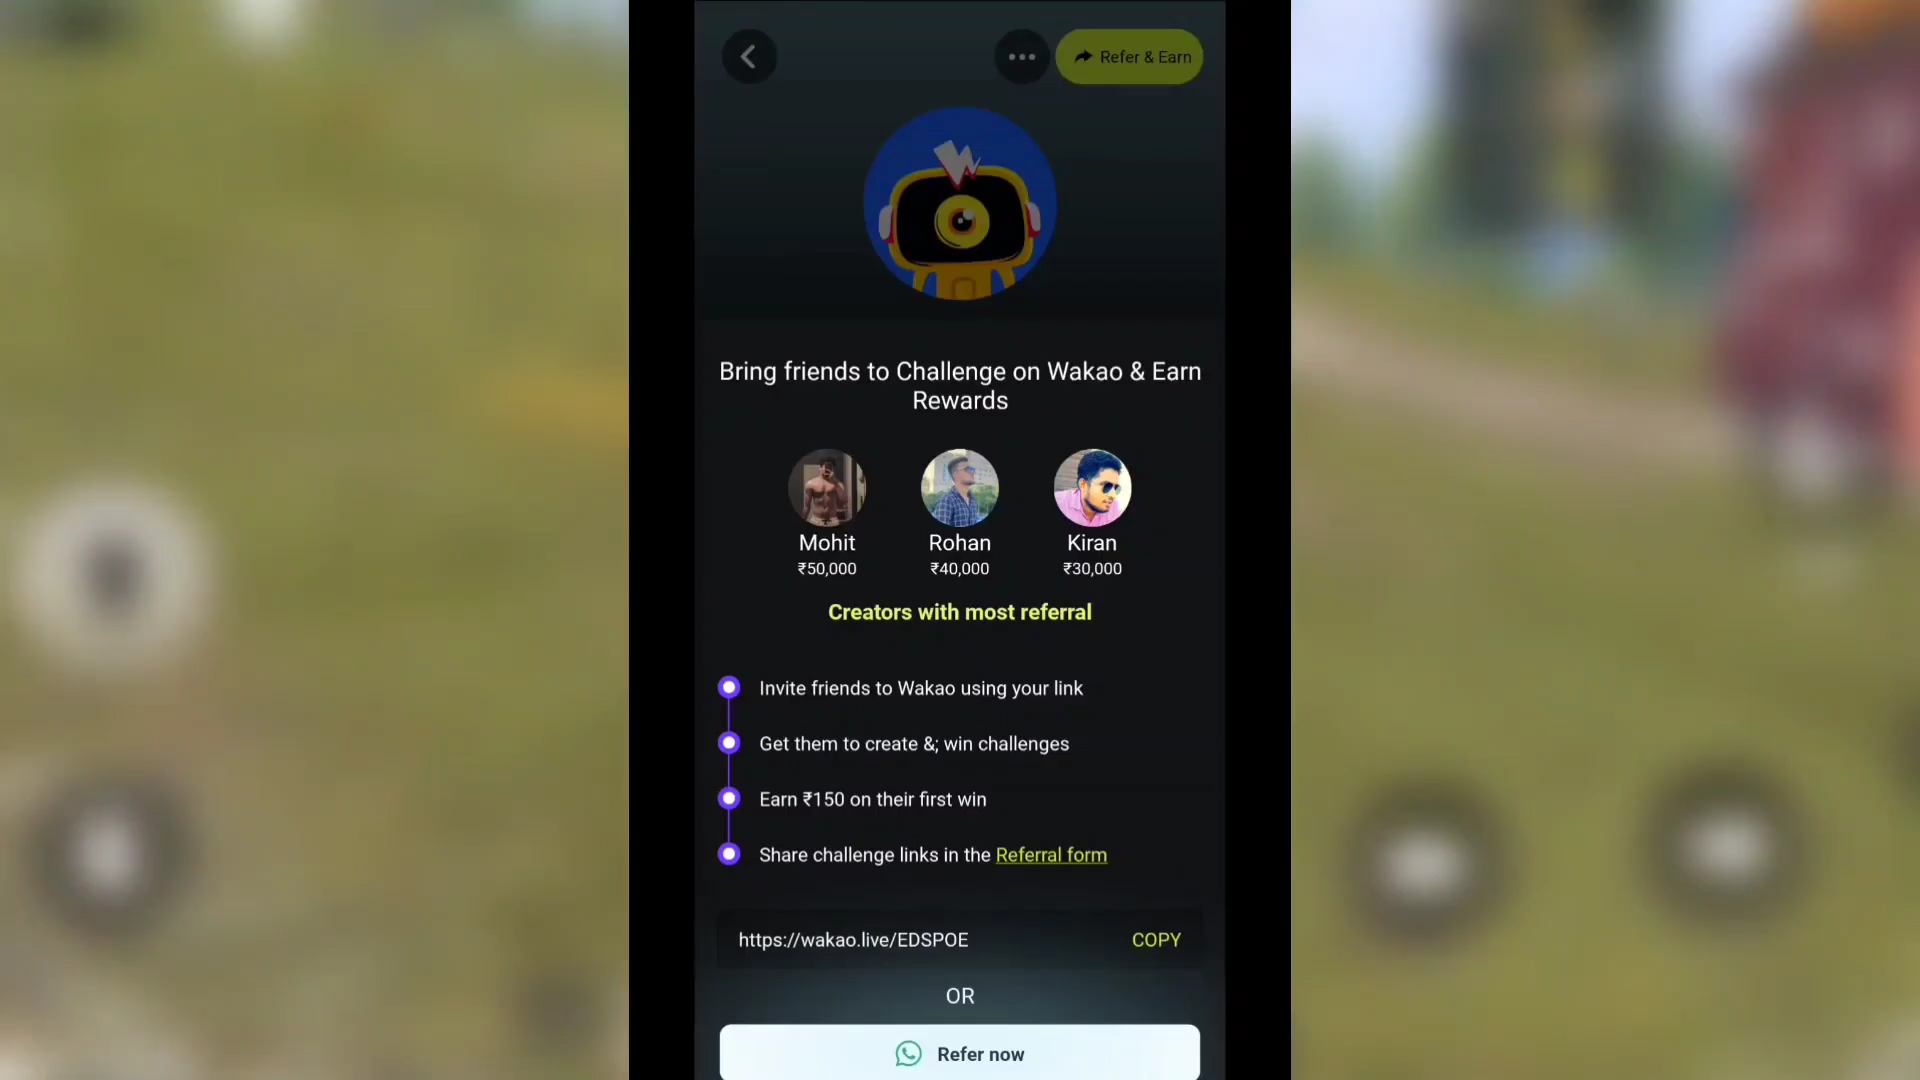 Refer & Earn
Bring friends to Challenge on Wakao & Earn
Rewards
Mohit
Rohan
Kiran
₹50,000
₹40,000
₹30,000
Creators with most referral
Invite friends to Wakao using your link
Get them to create &; win challenges
Earn ₹150 on their first win
Share challenge links in the Referral form
https://wakao.live/EDSPOE
COPY
OR
Refer now